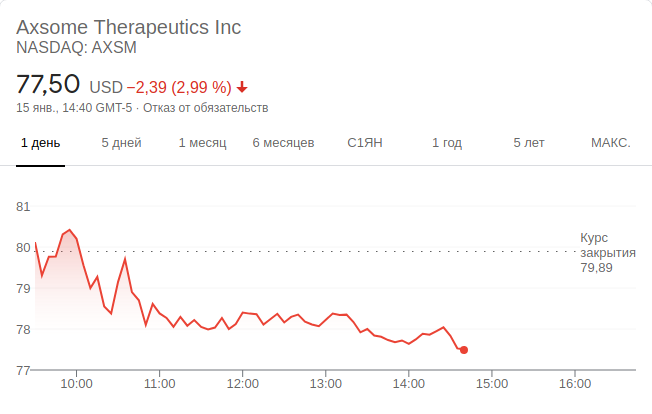 Axsome Therapeutics Inc
NASDAQ: AXSM
77,50 USD −2,39 (2,99 %)
15 янв., 14:40 GMT-5 · Отказ от обязательств
1 день 5 дней 1 месяц 6 месяцев С1ЯН 1 год 5 лет МАКС.
81
80
79
78
77
Курс
закрытия
79,89
10:00 11:00 12:00 13:00 14:00 15:00 16:00